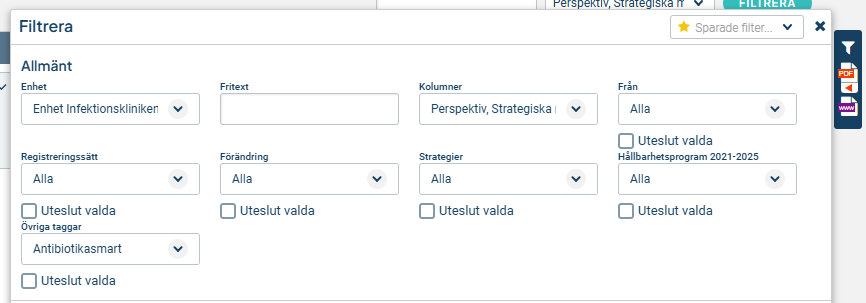 Perspektiv, Strategiska m
FILTRERA
Filtrera
Sparade filter...
Allmänt
Enhet
Fritext
Kolumner
Från
Enhet Infektionskliniken
Perspektiv, Strategiska
Alla
Uteslut valda
Registreringssätt
Förändring
Strategier
Hållbarhetsprogram 2021-2025
Alla
Alla
Alla
Alla
Uteslut valda
Uteslut valda
Uteslut valda
Uteslut valda
Övriga taggar
Antibiotikasmart
Uteslut valda
PDF
WWW